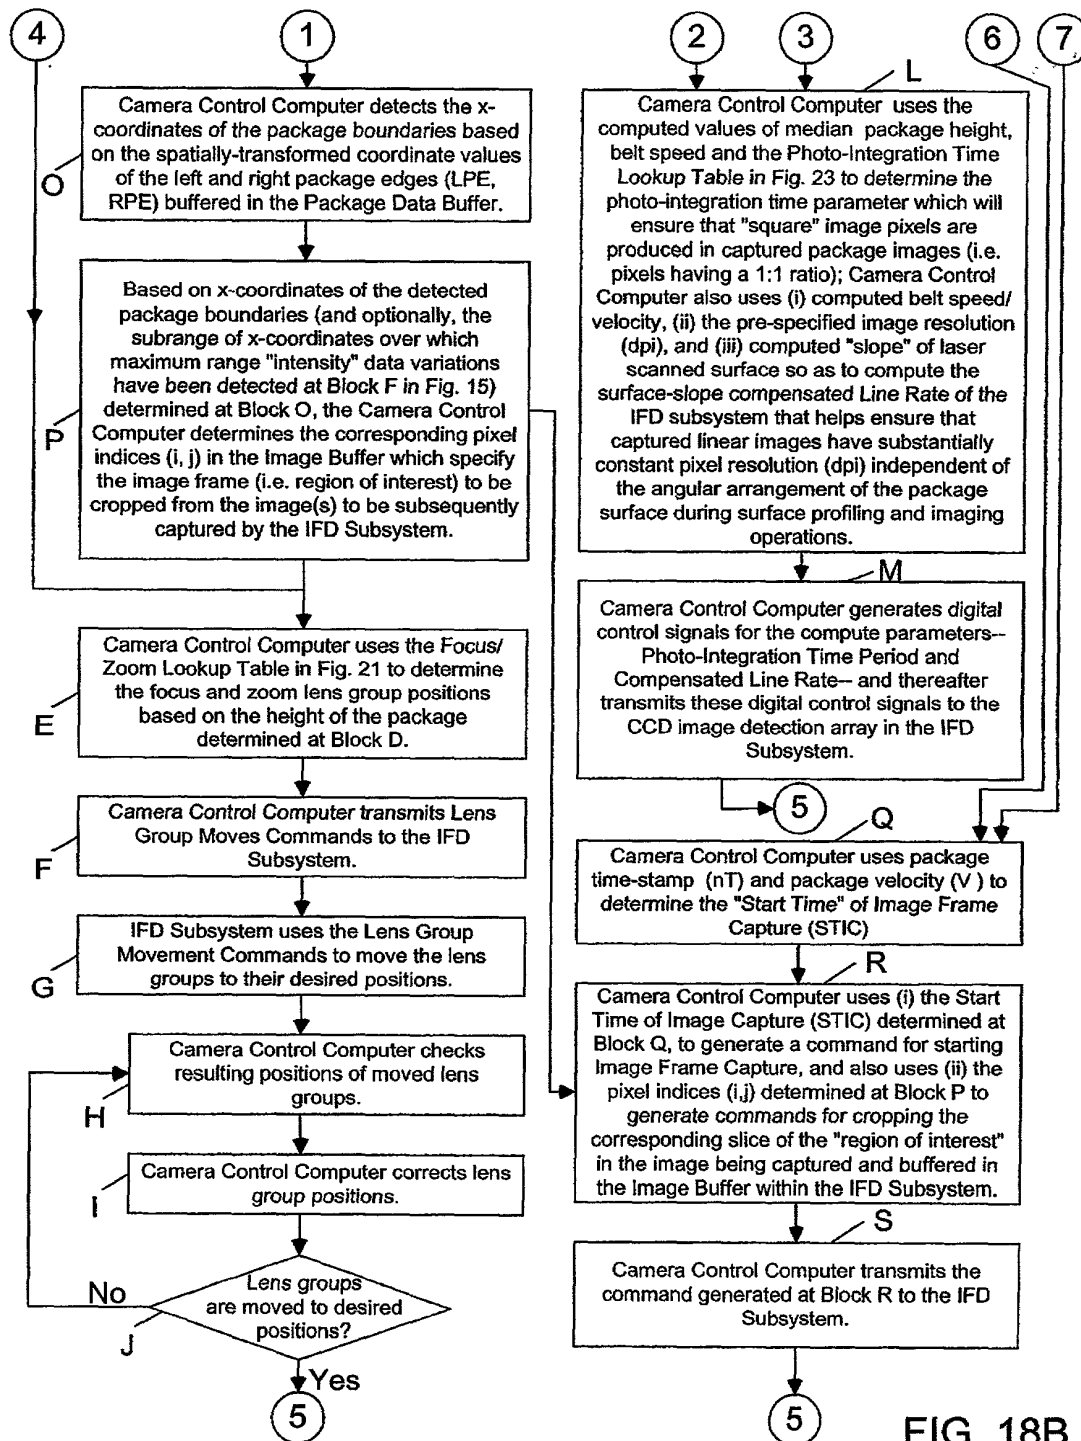 4
1
2
3
6
7
Camera Control Computer detects the x-
coordinates of the package boundaries based
on the spatially-transformed coordinate values
of the left and right package edges (LPE,
RPE) buffered in the Package Data Buffer.
O
Based on x-coordinates of the detected
package boundaries (and optionally, the
subrange of x-coordinates over which
maximum range "intensity" data variations
have been detected at Block F in Fig. 15)
determined at Block O, the Camera Control
Computer determines the corresponding pixel
indices (i, j) in the Image Buffer which specify
the image frame (i.e. region of interest) to be
cropped from the image(s) to be subsequently
captured by the IFD Subsystem.
P
Camera Control Computer uses the Focus/
Zoom Lookup Table in Fig. 21 to determine
the focus and zoom lens group positions
based on the height of the package
determined at Block D.
E
Camera Control Computer transmits Lens
Group Moves Commands to the IFD
Subsystem.
F
IFD Subsystem uses the Lens Group
Movement Commands to move the lens
groups to their desired positions.
G
Camera Control Computer checks
resulting positions of moved lens
groups.
H
Camera Control Computer corrects lens
group positions.
I
Lens groups
are moved to desired
positions?
No
J
Yes
5
L
Camera Control Computer uses the
computed values of median package height,
belt speed and the Photo-Integration Time
Lookup Table in Fig. 23 to determine the
photo-integration time parameter which will
ensure that "square" image pixels are
produced in captured package images (i.e.
pixels having a 1:1 ratio); Camera Control
Computer also uses (i) computed belt speed/
velocity, (ii) the pre-specified image resolution
(dpi), and (iii) computed "slope" of laser
scanned surface so as to compute the
surface-slope compensated Line Rate of the
IFD subsystem that helps ensure that
captured linear images have substantially
constant pixel resolution (dpi) independent of
the angular arrangement of the package
surface during surface profiling and imaging
operations.
M
Camera Control Computer generates digital
control signals for the compute parameters--
Photo-Integration Time Period and
Compensated Line Rate-- and thereafter
transmits these digital control signals to the
CCD image detection array in the IFD
Subsystem.
5
Q
Camera Control Computer uses package
time-stamp (nT) and package velocity (V ) to
determine the "Start Time" of Image Frame
Capture (STIC)
R
Camera Control Computer uses (i) the Start
Time of Image Capture (STIC) determined at
Block Q, to generate a command for starting
Image Frame Capture, and also uses (ii) the
pixel indices (i,j) determined at Block P to
generate commands for cropping the
corresponding slice of the "region of interest"
in the image being captured and buffered in
the Image Buffer within the IFD Subsystem.
S
Camera Control Computer transmits the
command generated at Block R to the IFD
Subsystem.
5
FIG. 18B